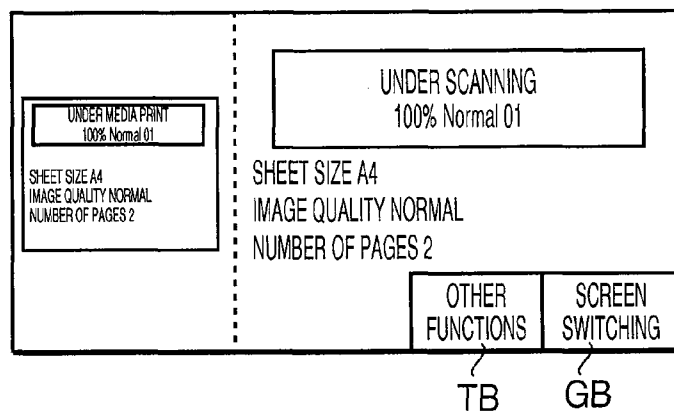 UNDER MEDIA PRINT
100% Normal 01
SHEET SIZE A4
IMAGE QUALITY NORMAL
NUMBER OF PAGES 2
UNDER SCANNING
100% Normal 01
SHEET SIZE A4
IMAGE QUALITY NORMAL
NUMBER OF PAGES 2
OTHER
FUNCTIONS
SCREEN
SWITCHING
TB
GB